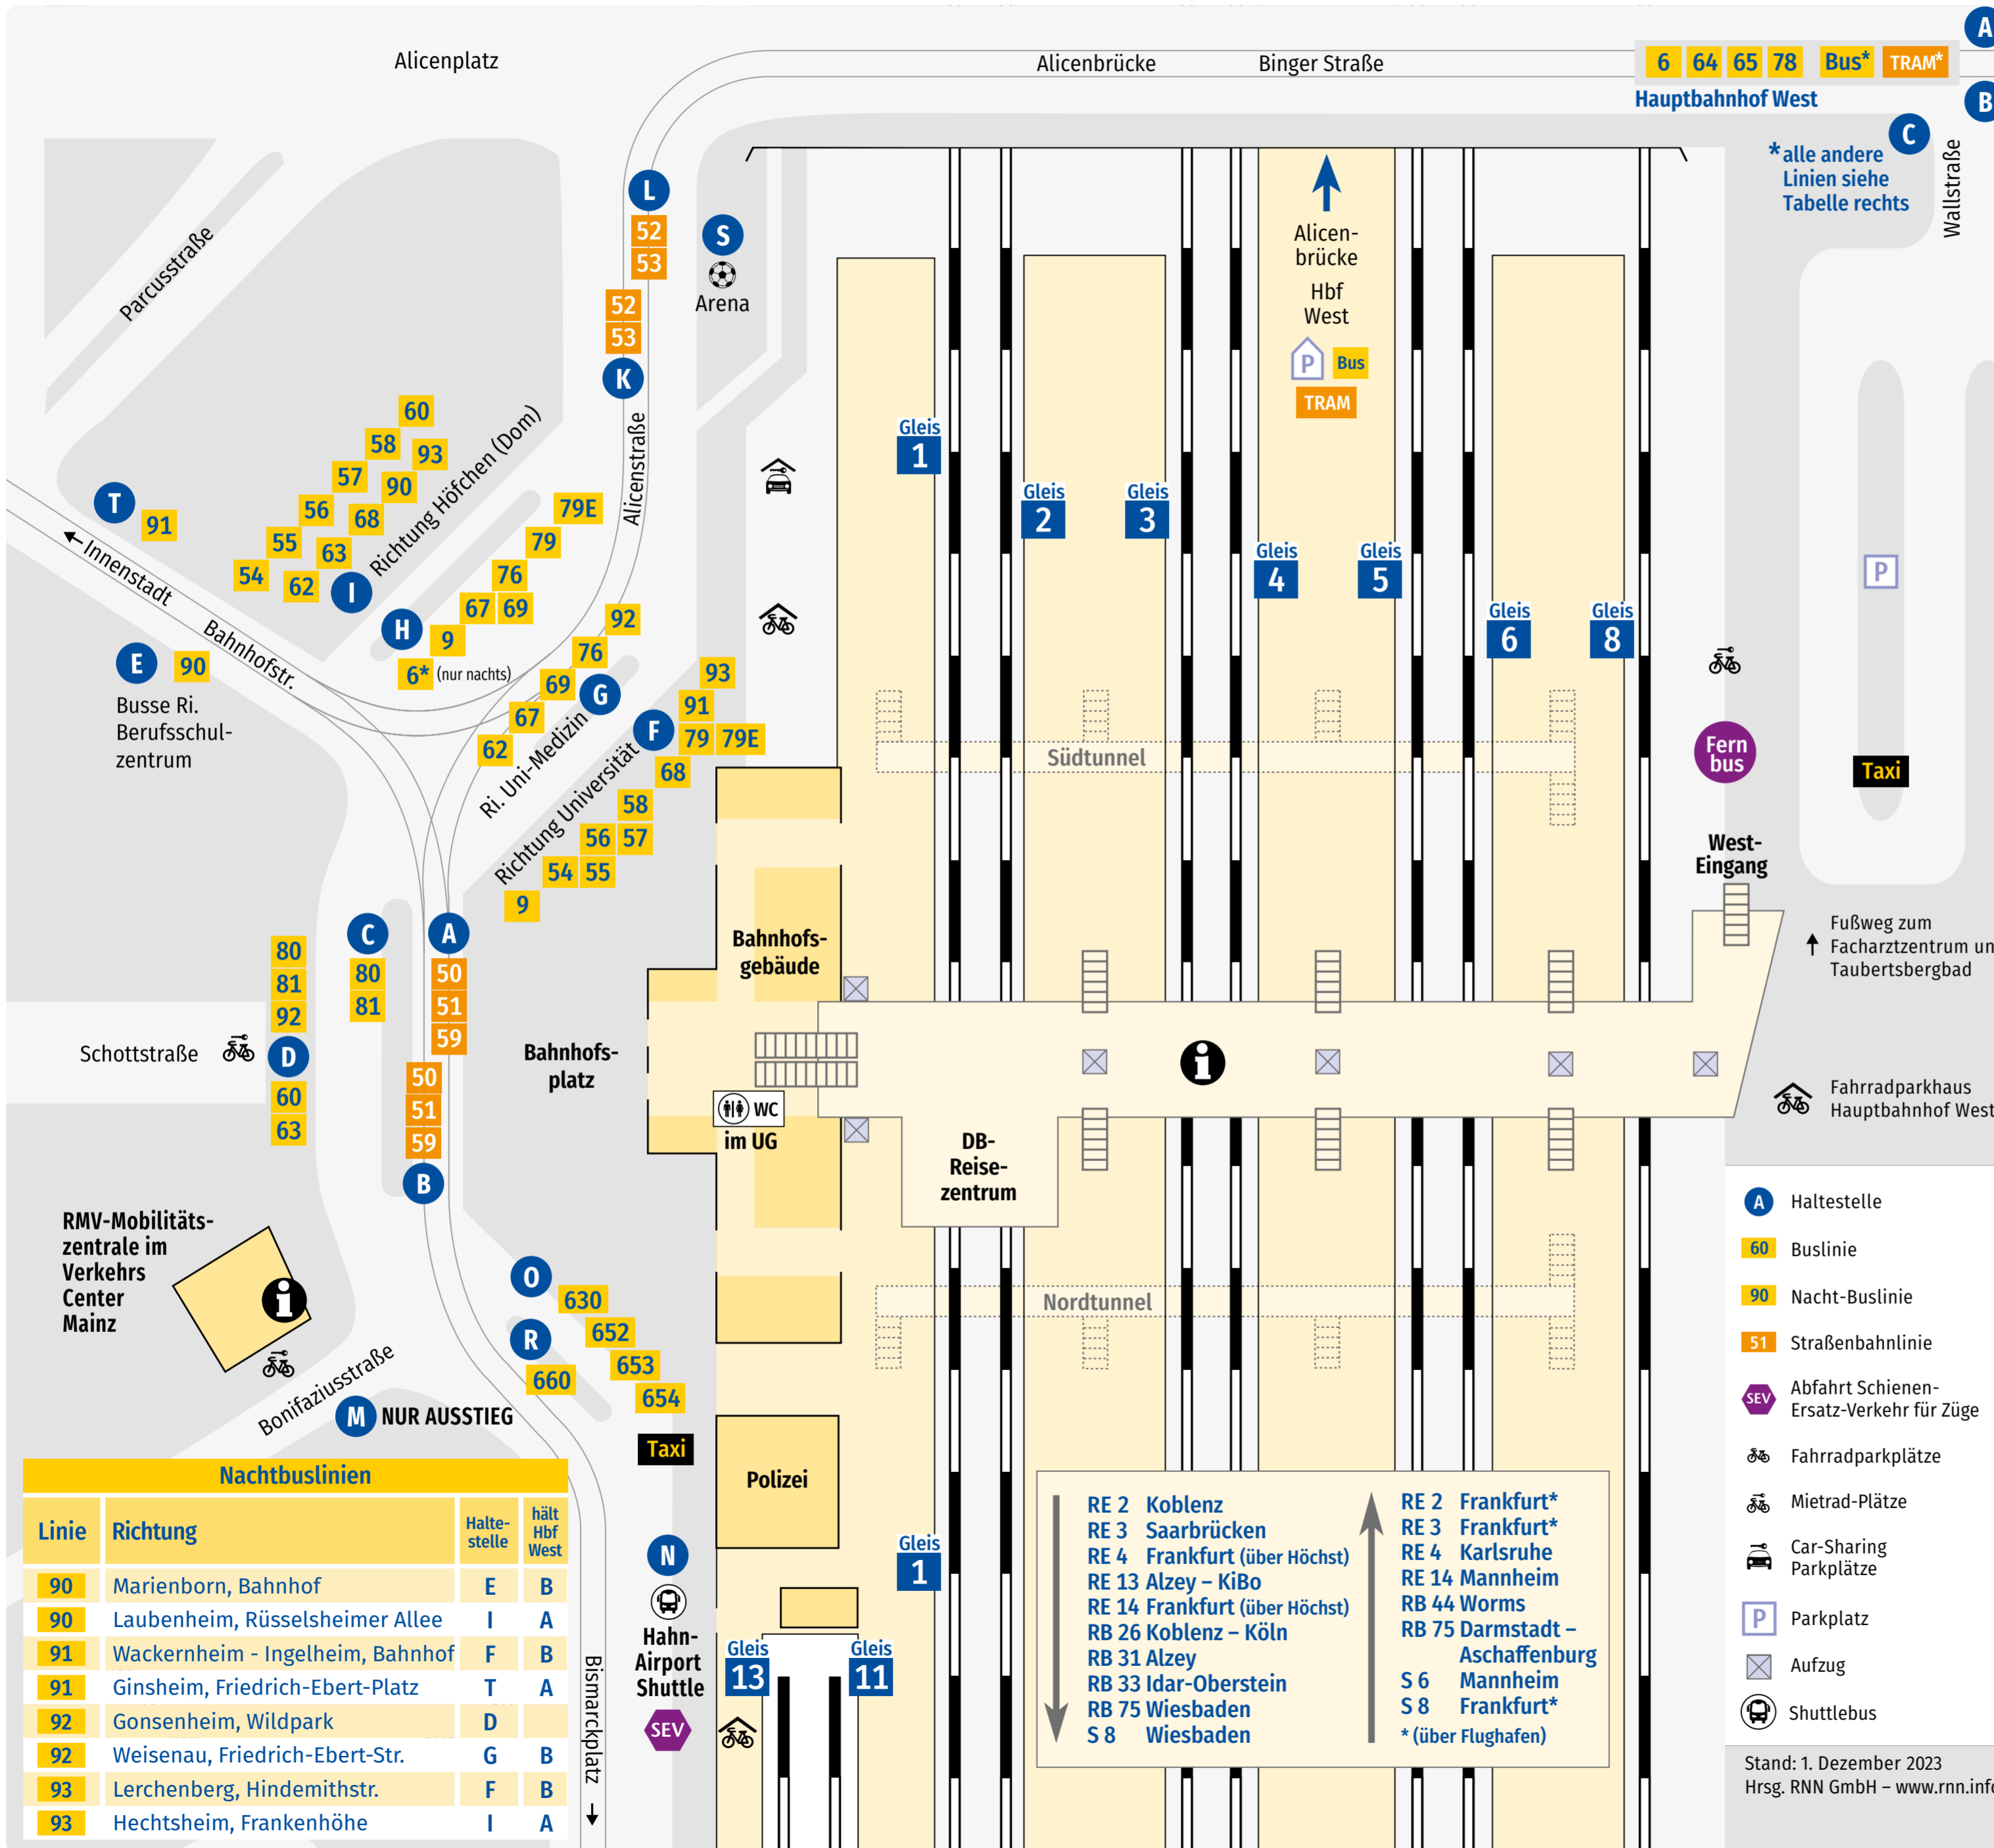 Alicenplatz
Alicenbrücke
Binger Straße
6 64 65 78 Bus* TRAM*
Hauptbahnhof West
A
B
C
*alle andere
Linien siehe
Tabelle rechts
Wallstraße
Parcusstraße
L
52
53
S
Arena
52
53
K
Alicenstraße
Alicen-
brücke
Hbf
West
P Bus
TRAM
Gleis
1
Gleis
2
Gleis
3
Gleis
4
Gleis
5
Gleis
6
Gleis
8
P
60
58
93
57
90
56
68
55
63
54
62
I
Richtung Höfchen (Dom)
T
91
Innenstadt
Bahnhofstr.
E 90
Busse Ri.
Berufsschul-
zentrum
79E
79
76
67 69
H
9
6* (nur nachts)
92
76
69
G
67
62
Ri. Uni-Medizin
93
91
F
79 79E
68
58
56 57
54 55
9
Richtung Universität
Südtunnel
Fern
bus
Taxi
West-
Eingang
Fußweg zum
Facharztzentrum un
Taubertsbergbad
Bahnhofs-
gebäude
80
81
92
D
60
63
C
80
81
A
50
51
59
50
51
59
B
Schottstraße
Bahnhofs-
platz
WC
im UG
i
DB-
Reise-
zentrum
Fahrradparkhaus
Hauptbahnhof West
RMV-Mobilitäts-
zentrale im
Verkehrs
Center
Mainz
i
Bonifaziusstraße
M NUR AUSSTIEG
O
630
652
653
654
R
660
Taxi
Nordtunnel
Polizei
N
Hahn-
Airport
Shuttle
SEV
Bismarckplatz
Gleis
1
Gleis
13
Gleis
11
Nachtbuslinien
Linie Richtung Halte-
stelle hält
Hbf
West
90 Marienborn, Bahnhof E B
90 Laubenheim, Rüsselsheimer Allee I A
91 Wackernheim - Ingelheim, Bahnhof F B
91 Ginsheim, Friedrich-Ebert-Platz T A
92 Gonsenheim, Wildpark D
92 Weisenau, Friedrich-Ebert-Str. G B
93 Lerchenberg, Hindemithstr. F B
93 Hechtsheim, Frankenhöhe I A
RE 2 Koblenz
RE 3 Saarbrücken
RE 4 Frankfurt (über Höchst)
RE 13 Alzey – KiBo
RE 14 Frankfurt (über Höchst)
RB 26 Koblenz – Köln
RB 31 Alzey
RB 33 Idar-Oberstein
RB 75 Wiesbaden
S 8 Wiesbaden
RE 2 Frankfurt*
RE 3 Frankfurt*
RE 4 Karlsruhe
RE 14 Mannheim
RB 44 Worms
RB 75 Darmstadt –
Aschaffenburg
S 6 Mannheim
S 8 Frankfurt*
* (über Flughafen)
A Haltestelle
60 Buslinie
90 Nacht-Buslinie
51 Straßenbahnlinie
SEV Abfahrt Schienen-
Ersatz-Verkehr für Züge
Fahrradparkplätze
Mietrad-Plätze
Car-Sharing
Parkplätze
P Parkplatz
Aufzug
Shuttlebus
Stand: 1. Dezember 2023
Hrsg. RNN GmbH – www.rnn.info